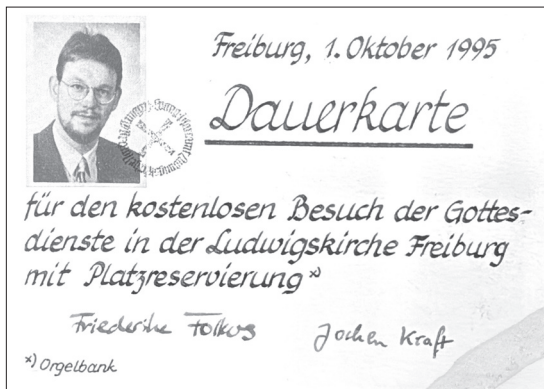 Freiburg, 1. Oktober 1995
Dauerkarte
für den kostenlosen Besuch der Gottes-
dienste in der Ludwigskirche Freiburg
mit Platzreservierung *)
Friederike
Jochen Kraft
*) Orgelbank